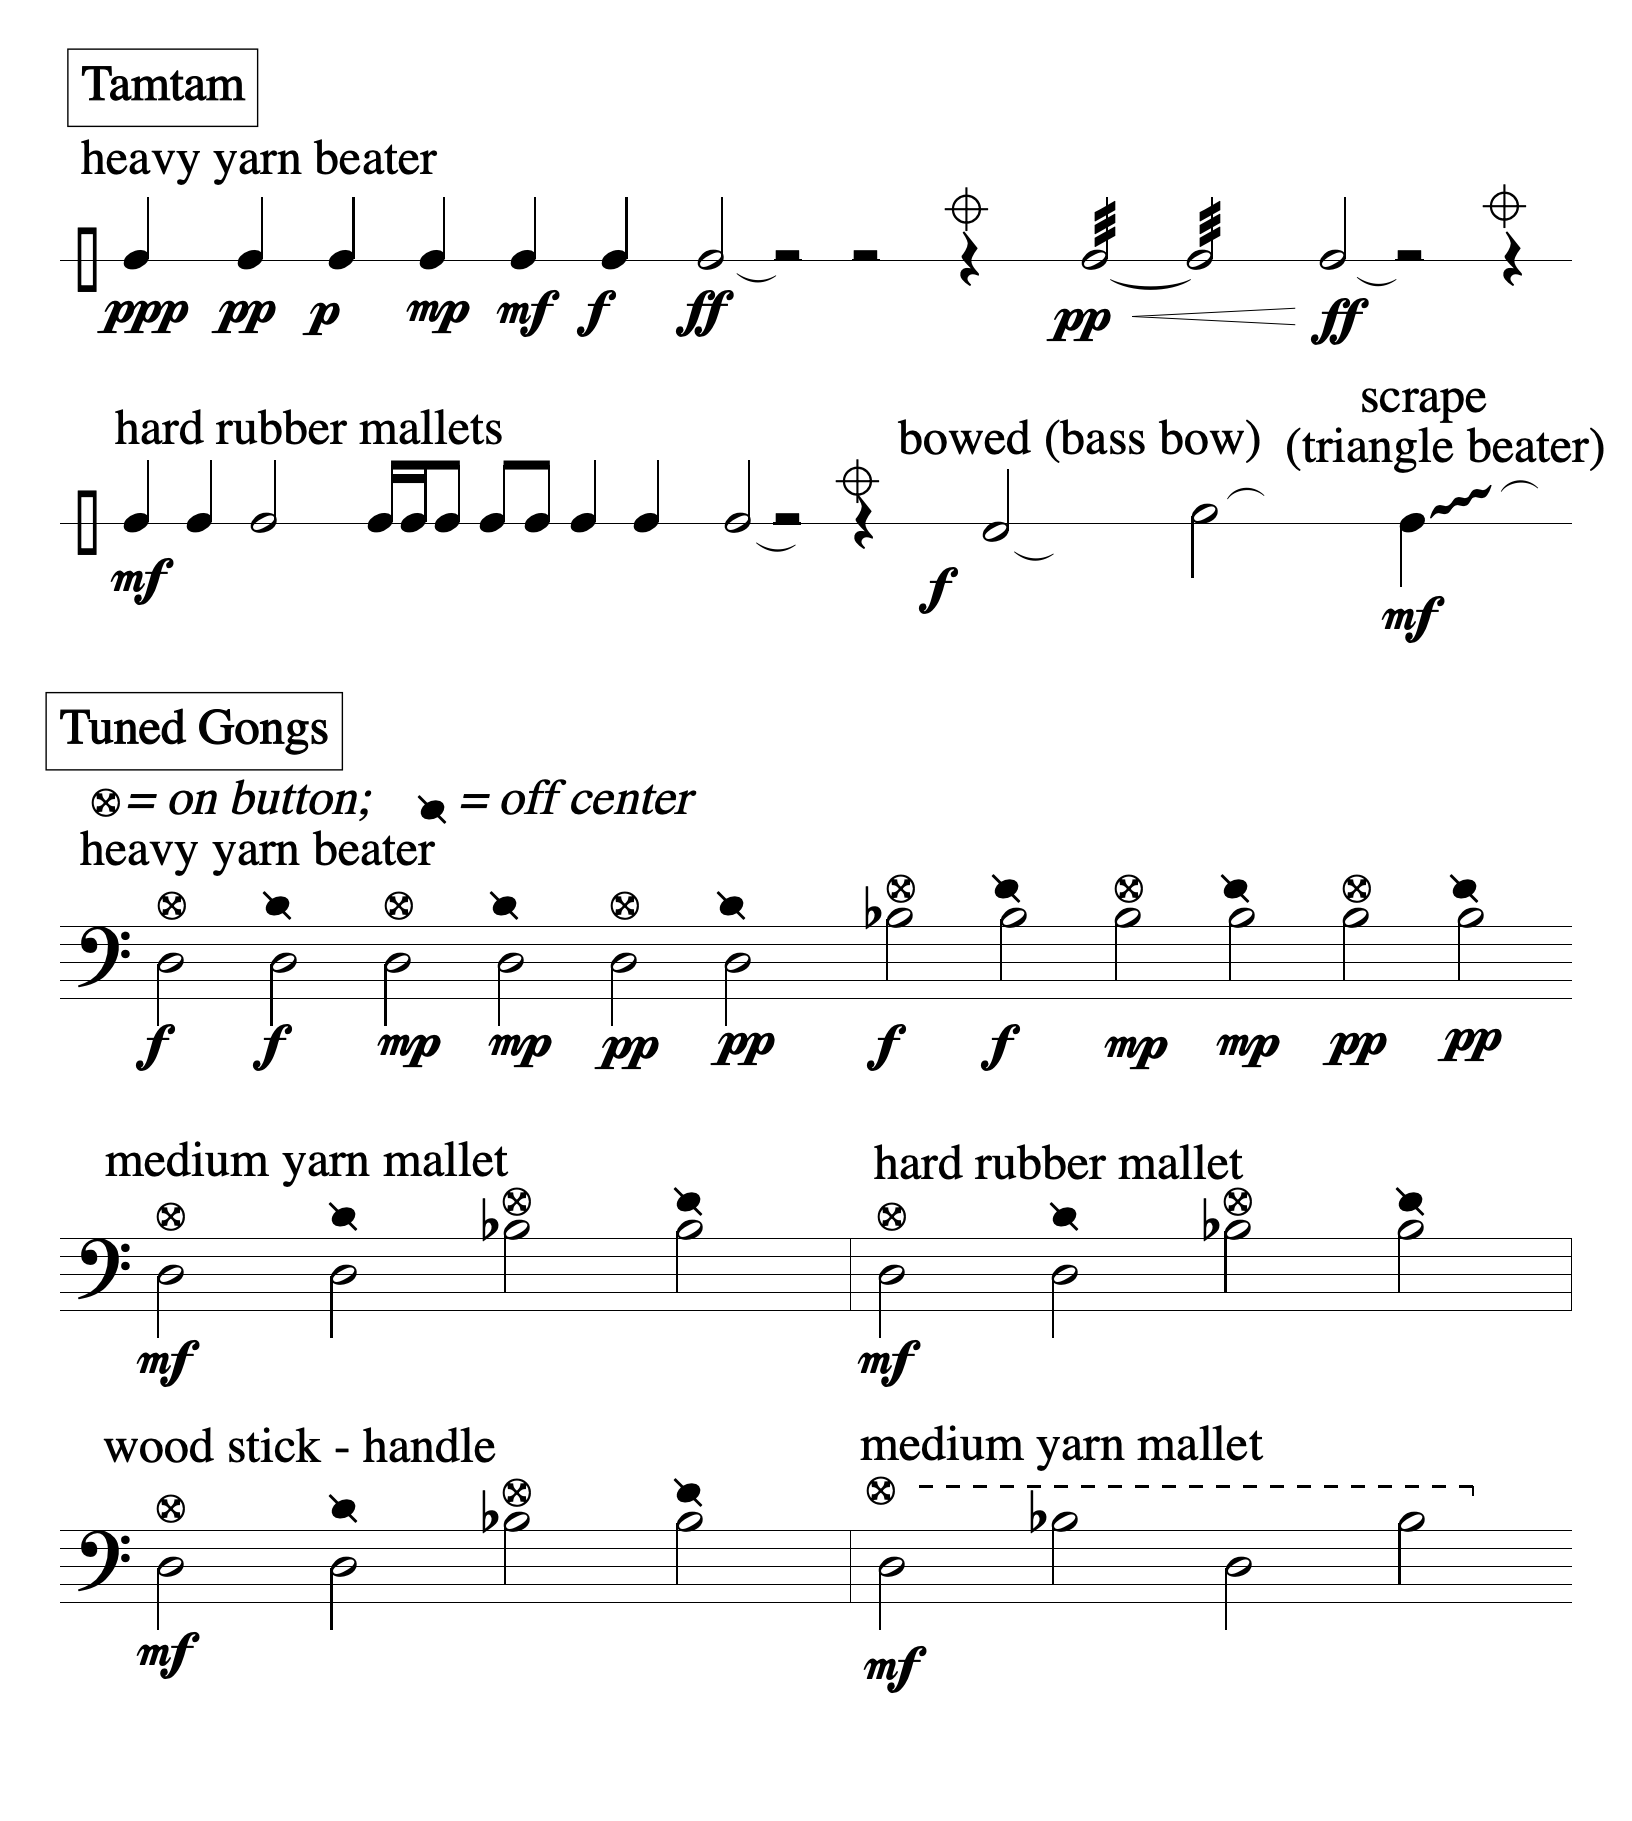 Tamtam
heavy yarn beater
ppp pp p mp mf f ff pp ff
hard rubber mallets
bowed (bass bow)
scrape
(triangle beater)
mf f mf
Tuned Gongs
= on button; = off center
heavy yarn beater
f f mp mp pp pp f f mp mp pp pp
medium yarn mallet hard rubber mallet
mf mf
wood stick - handle medium yarn mallet
mf mf